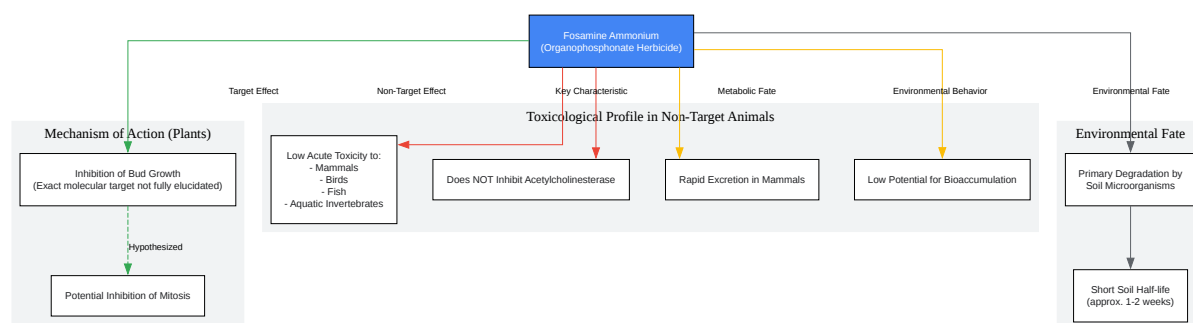 Fosamine Ammonium
(Organophosphonate Herbicide)
Target Effect
Non-Target Effect
Key Characteristic
Metabolic Fate
Environmental Behavior
Environmental Fate
Mechanism of Action (Plants)
Toxicological Profile in Non-Target Animals
Environmental Fate
Inhibition of Bud Growth
(Exact molecular target not fully elucidated)
Low Acute Toxicity to:
- Mammals
- Birds
- Fish
- Aquatic Invertebrates
Does NOT Inhibit Acetylcholinesterase
Rapid Excretion in Mammals
Low Potential for Bioaccumulation
Primary Degradation by
Soil Microorganisms
Hypothesized
Potential Inhibition of Mitosis
Short Soil Half-life
(approx. 1-2 weeks)